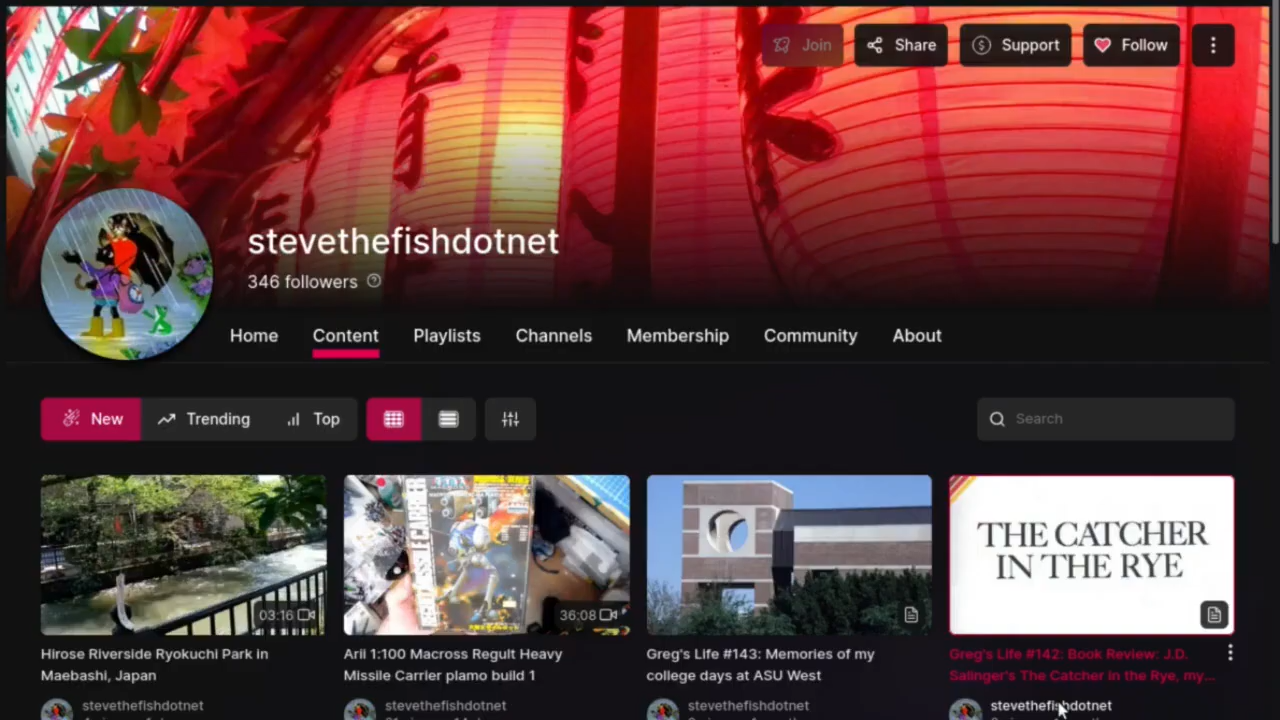 Join Share Support Follow
stevethefishdotnet
346 followers
Home Content Playlists Channels Membership Community About
New Trending Top Search
03:16
36:08
THE CATCHER
IN THE RYE
Hirose Riverside Ryokuchi Park in
Maebashi, Japan
Arii 1:100 Macross Regult Heavy
Missile Carrier plamo build 1
Greg's Life #143: Memories of my
college days at ASU West
Greg's Life #142: Book Review: J.D.
Salinger's The Catcher in the Rye, my...
stevethefishdotnet
stevethefishdotnet
stevethefishdotnet
stevethefishdotnet